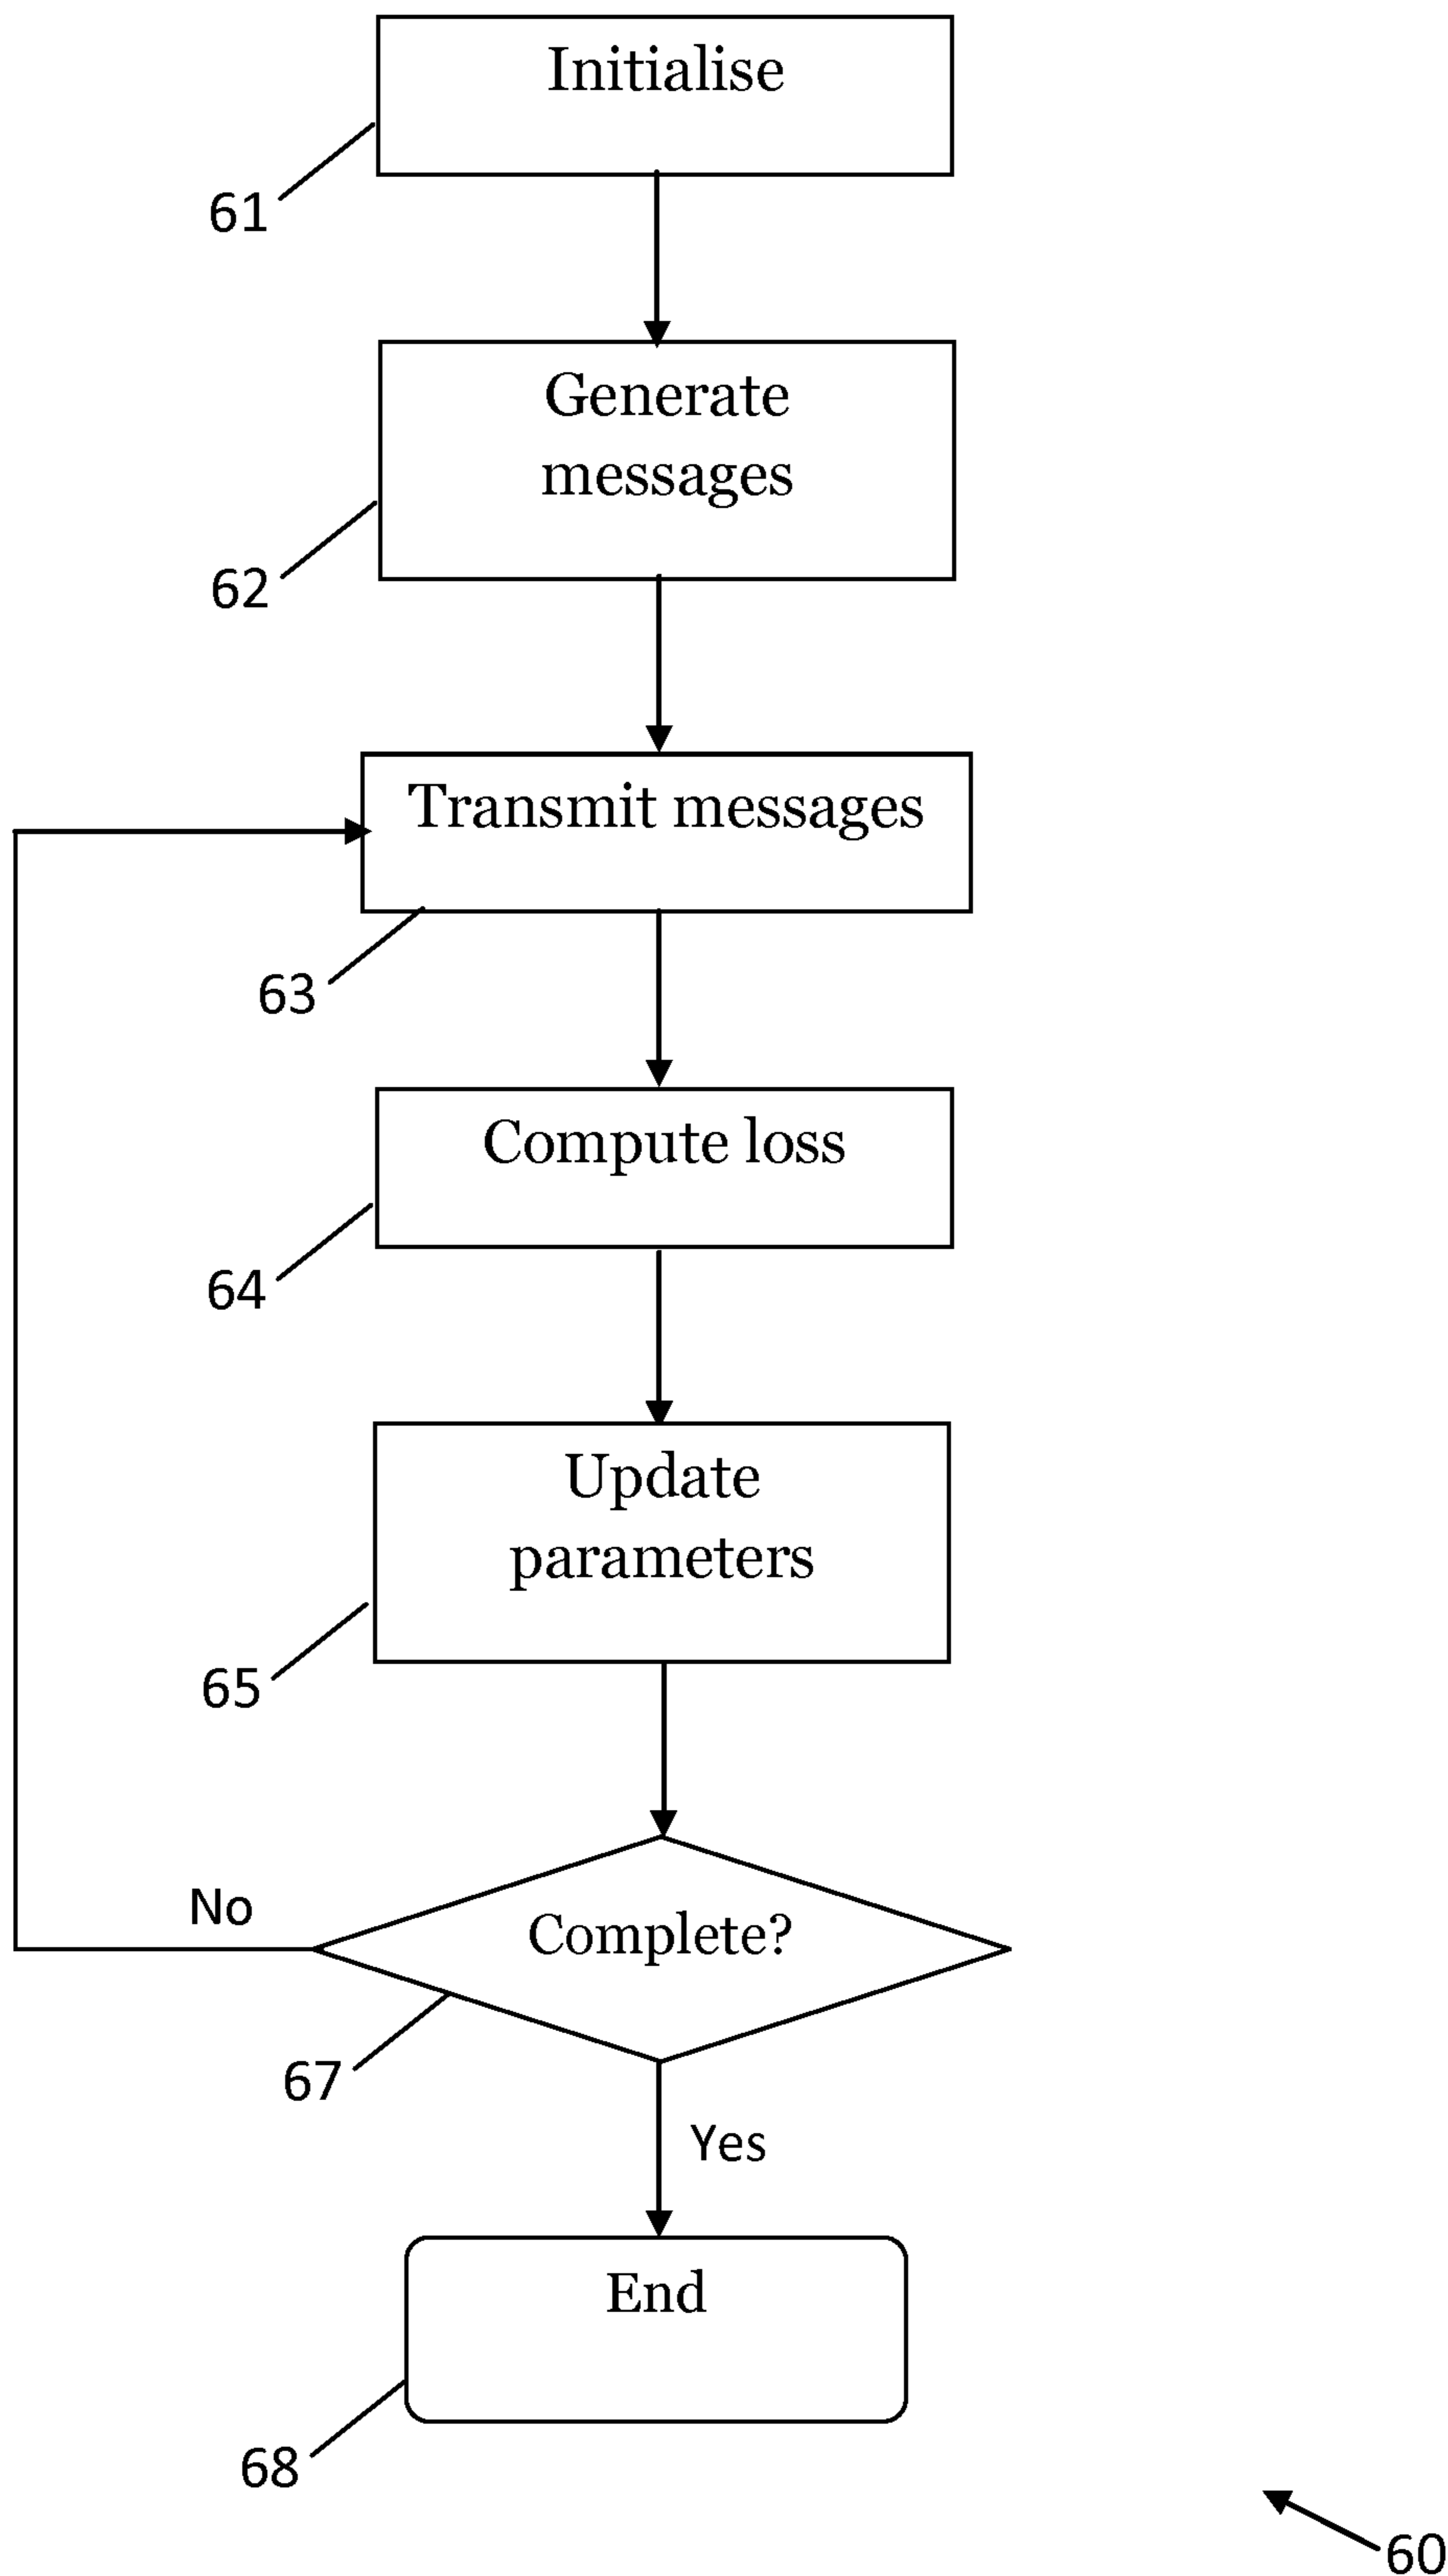 Initialise
61
Generate
messages
62
Transmit messages
63
Compute loss
64
Update
parameters
65
No
Complete?
67
Yes
End
68
60